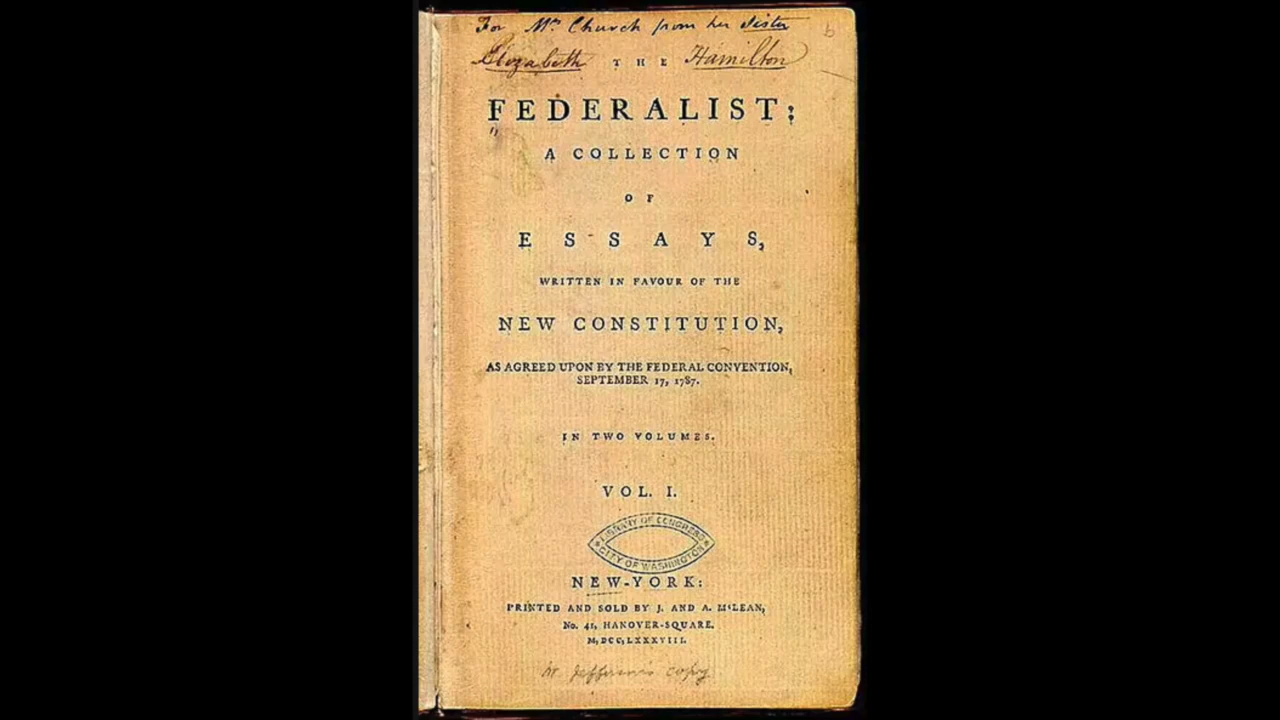 For Mrs Church from her Sister
Elizabeth Hamilton
THE
FEDERALIST:
A COLLECTION
OF
ESSAYS,
WRITTEN IN FAVOUR OF THE
NEW CONSTITUTION,
AS AGREED UPON BY THE FEDERAL CONVENTION,
SEPTEMBER 17, 1787.
IN TWO VOLUMES.
VOL. I.
LIBRARY OF CONGRESS
CITY OF WASHINGTON
NEW-YORK:
PRINTED AND SOLD BY J. AND A. M‘LEAN,
No. 41, HANOVER-SQUARE.
M,DCC,LXXXVIII.
Mr Jefferson's copy